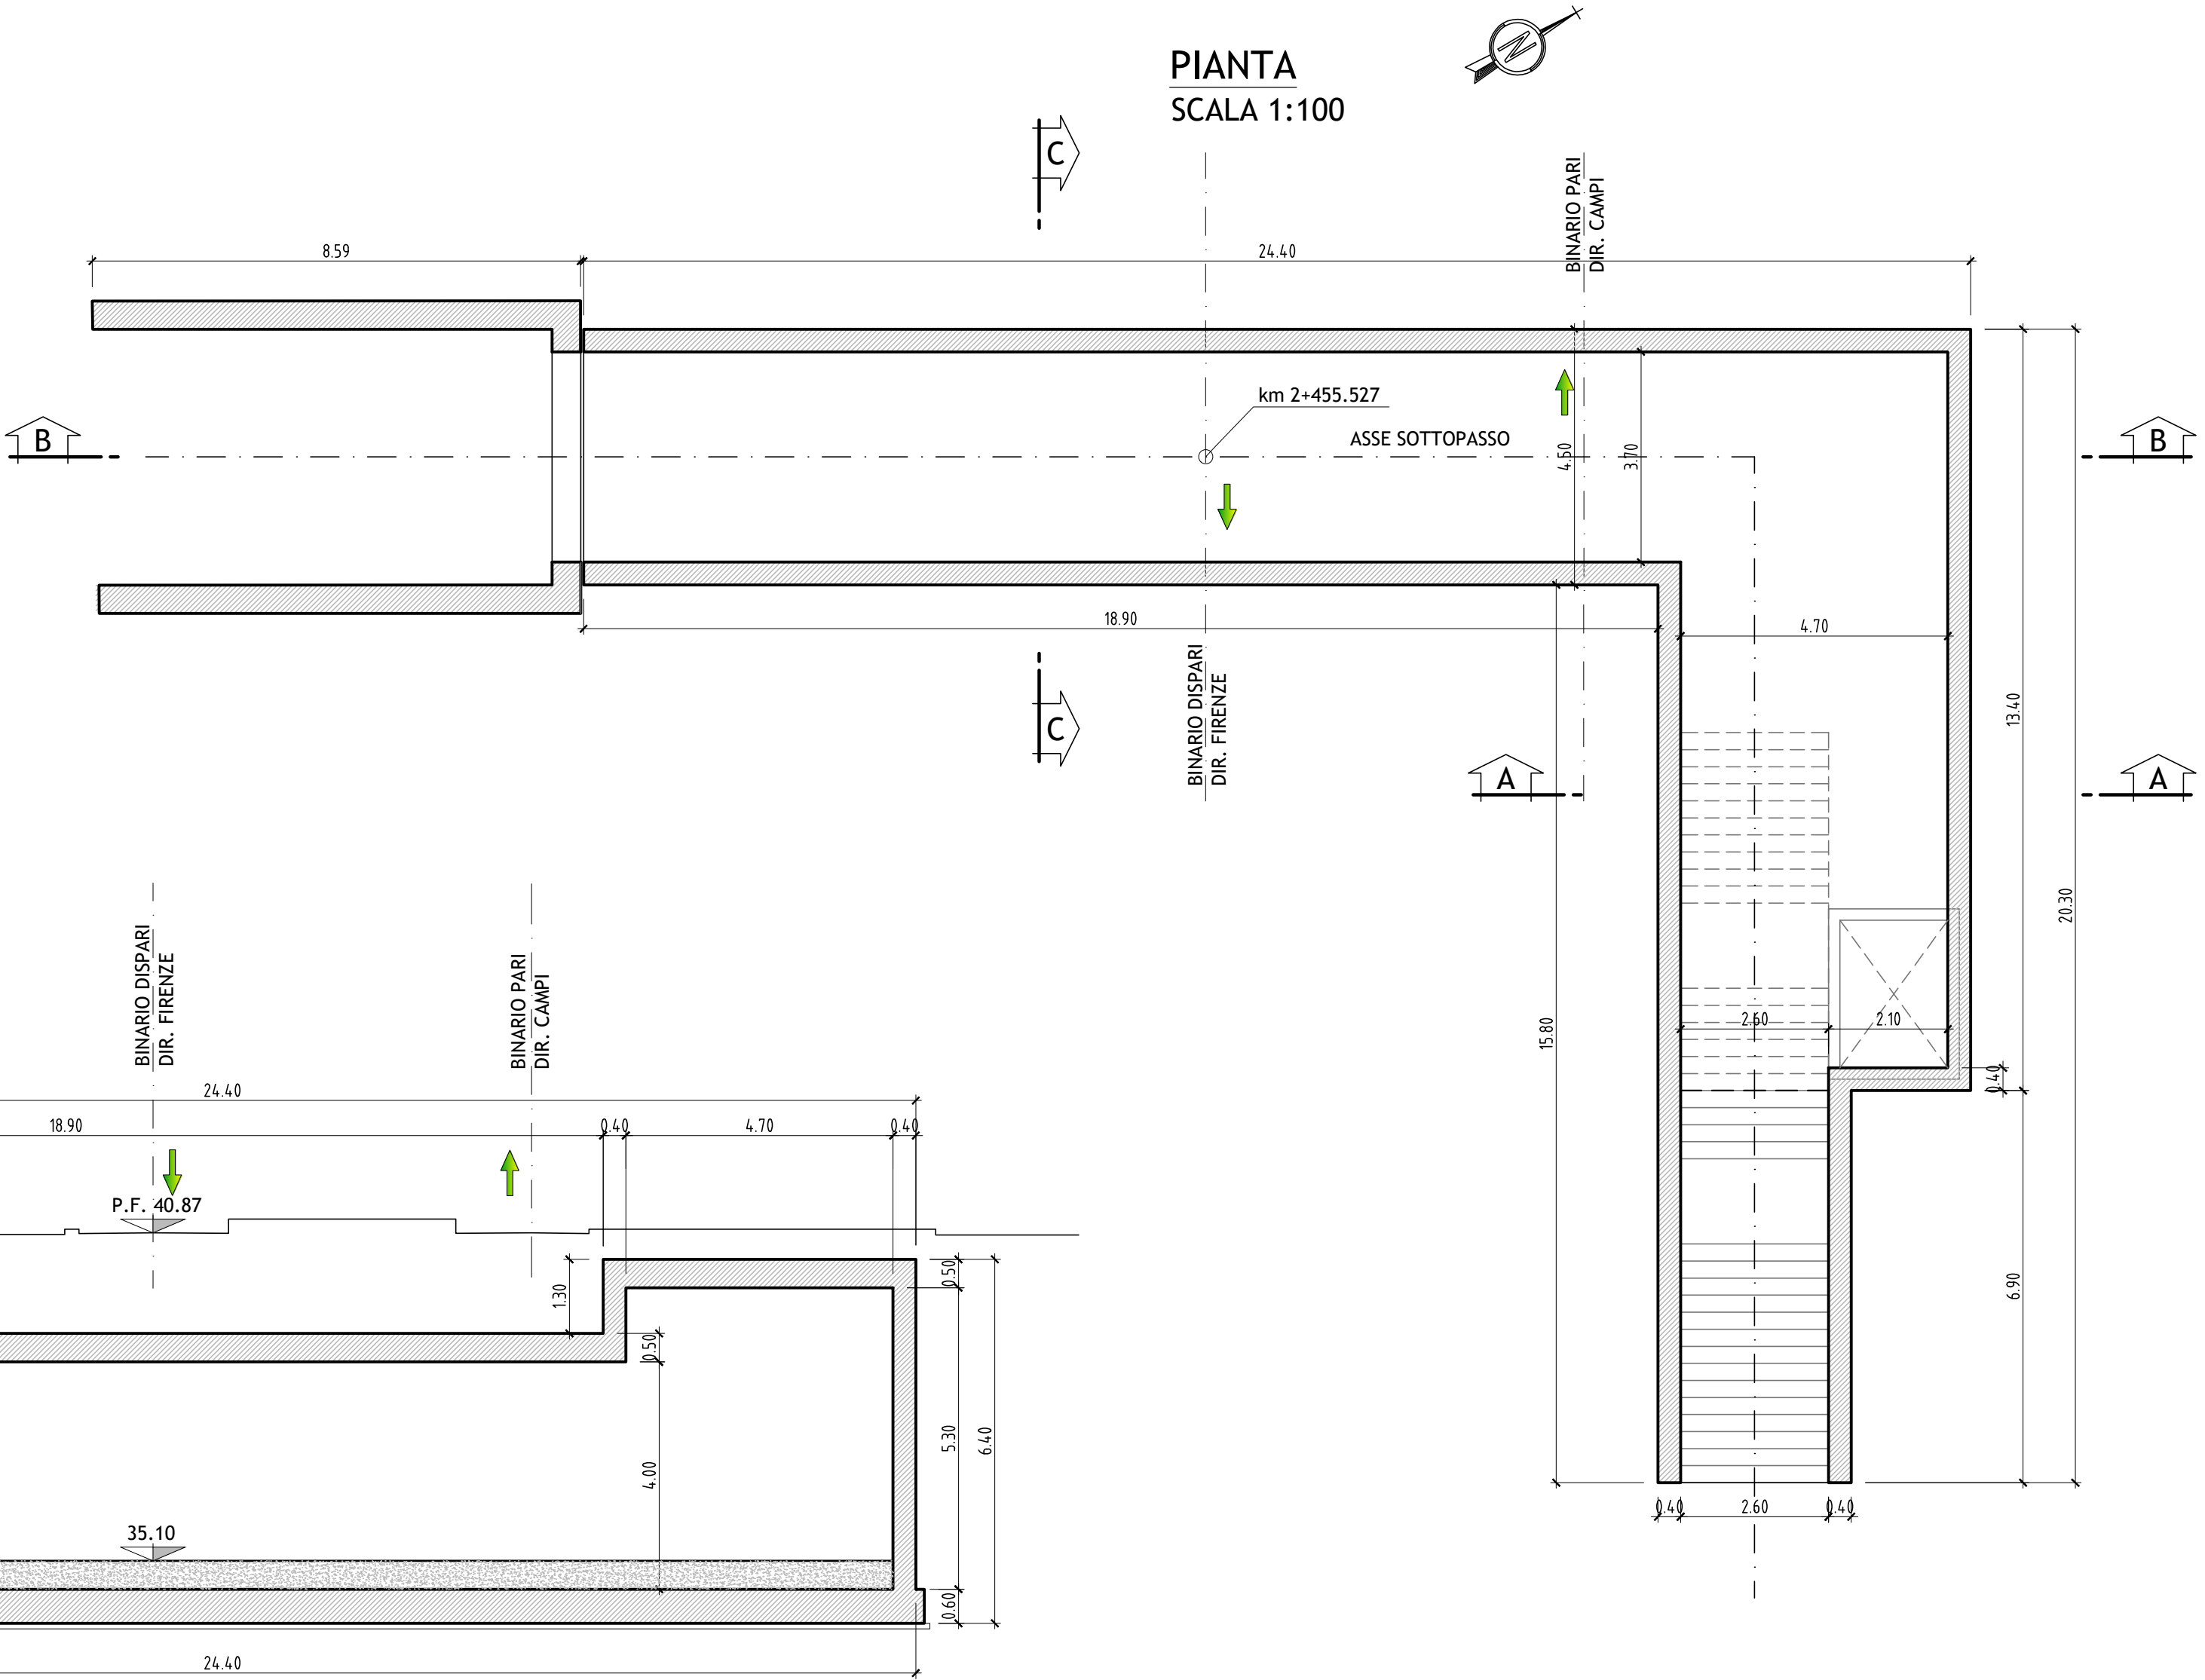 N
PIANTA
SCALA 1:100
C
BINARIO PARI
DIR. CAMPI
8.59
24.40
km 2+455.527
ASSE SOTTOPASSO
B
4.50
3.70
B
18.90
4.70
BINARIO DISPARI
DIR. FIRENZE
C
13.40
A
A
20.30
15.80
2.60
2.10
0.40
6.90
0.40
2.60
0.40
BINARIO DISPARI
DIR. FIRENZE
BINARIO PARI
DIR. CAMPI
24.40
18.90
0.40
4.70
0.40
P.F. 40.87
1.30
0.50
0.50
5.30
6.40
4.00
35.10
0.60
24.40